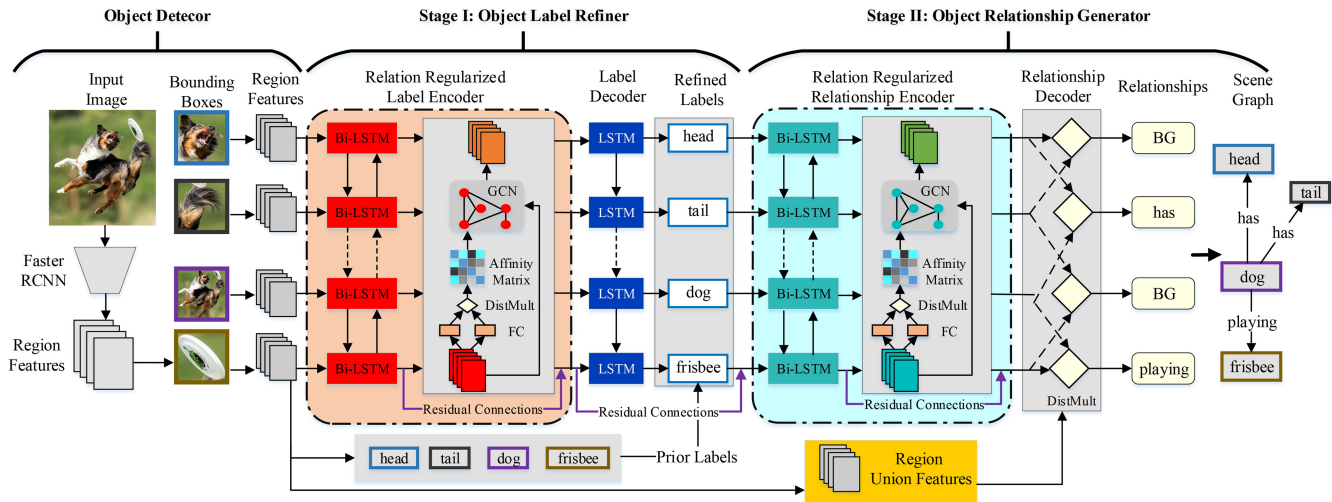 Object Detecor
Stage I: Object Label Refiner
Stage II: Object Relationship Generator
Input
Image
Bounding
Boxes
Region
Features
Relation Regularized
Label Encoder
Label
Decoder
Refined
Labels
Relation Regularized
Relationship Encoder
Relationship
Decoder
Relationships
Scene
Graph
Faster
RCNN
Region
Features
Bi-LSTM
Bi-LSTM
Bi-LSTM
Bi-LSTM
GCN
Affinity
Matrix
DistMult
FC
Residual Connections
LSTM
LSTM
LSTM
LSTM
Residual Connections
head
tail
dog
frisbee
Bi-LSTM
Bi-LSTM
Bi-LSTM
Bi-LSTM
GCN
Affinity
Matrix
DistMult
FC
Residual Connections
DistMult
BG
has
BG
playing
head
tail
has
has
dog
playing
frisbee
head
tail
dog
frisbee
Prior Labels
Region
Union Features